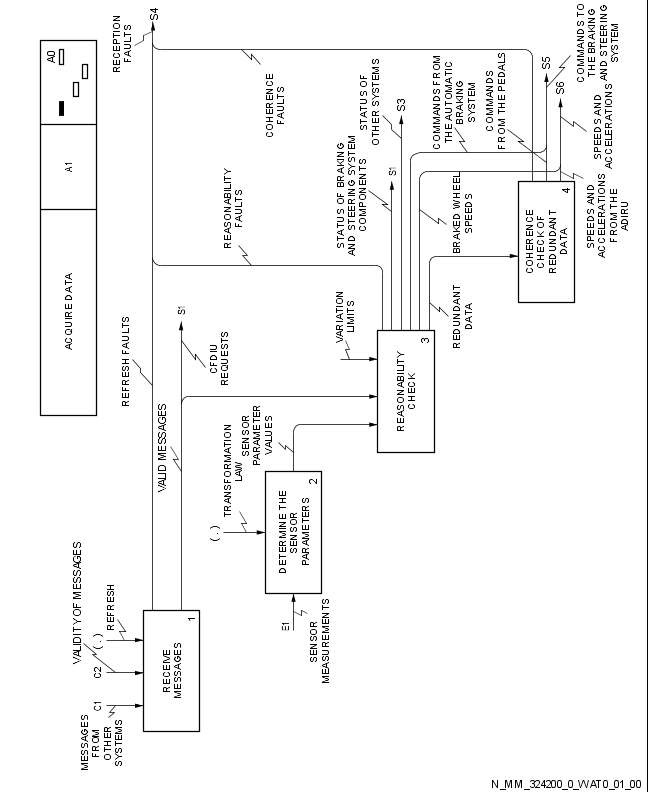 ACQUIRE DATA
A1
A0
RECEPTION
FAULTS
S4
COHERENCE
FAULTS
REASONABILITY
FAULTS
REFRESH FAULTS
S1
CFDIU
REQUESTS
VALID MESSAGES
VALIDITY OF MESSAGES
MESSAGES
FROM
OTHER
SYSTEMS
C1
C2
(.)
REFRESH
RECEIVE
MESSAGES
1
(.)
TRANSFORMATION
LAW
SENSOR
PARAMETER
VALUES
E1
SENSOR
MEASUREMENTS
DETERMINE THE
SENSOR
PARAMETERS
2
VARIATION
LIMITS
REASONABILITY
CHECK
3
STATUS OF BRAKING
AND STEERING SYSTEM
COMPONENTS
S1
STATUS OF
OTHER SYSTEMS
S3
COMMANDS FROM
THE AUTOMATIC
BRAKING
SYSTEM
BRAKED WHEEL
SPEEDS
REDUNDANT
DATA
COMMANDS
FROM THE PEDALS
COHERENCE
CHECK OF
REDUNDANT
DATA
4
S5
COMMANDS TO
THE BRAKING
AND STEERING
SYSTEM
S6
SPEEDS AND
ACCELERATIONS
SPEEDS AND
ACCELERATIONS
FROM THE
ADIRU
N_MM_324200_0_WAT0_01_00